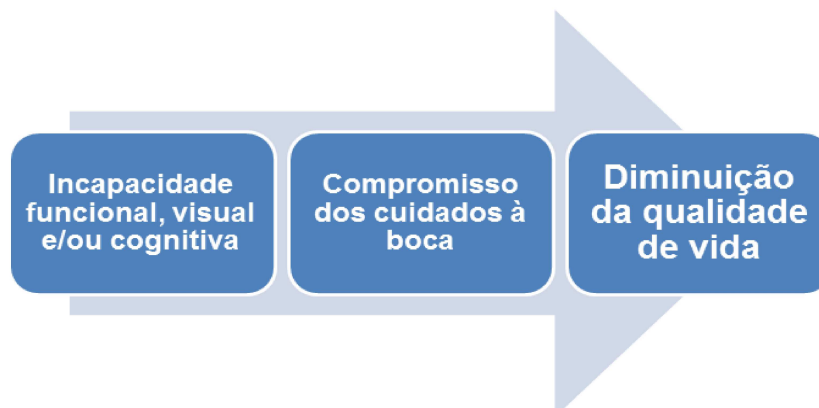 Incapacidade
funcional, visual
e/ou cognitiva
Compromisso
dos cuidados à
boca
Diminuição
da qualidade
de vida